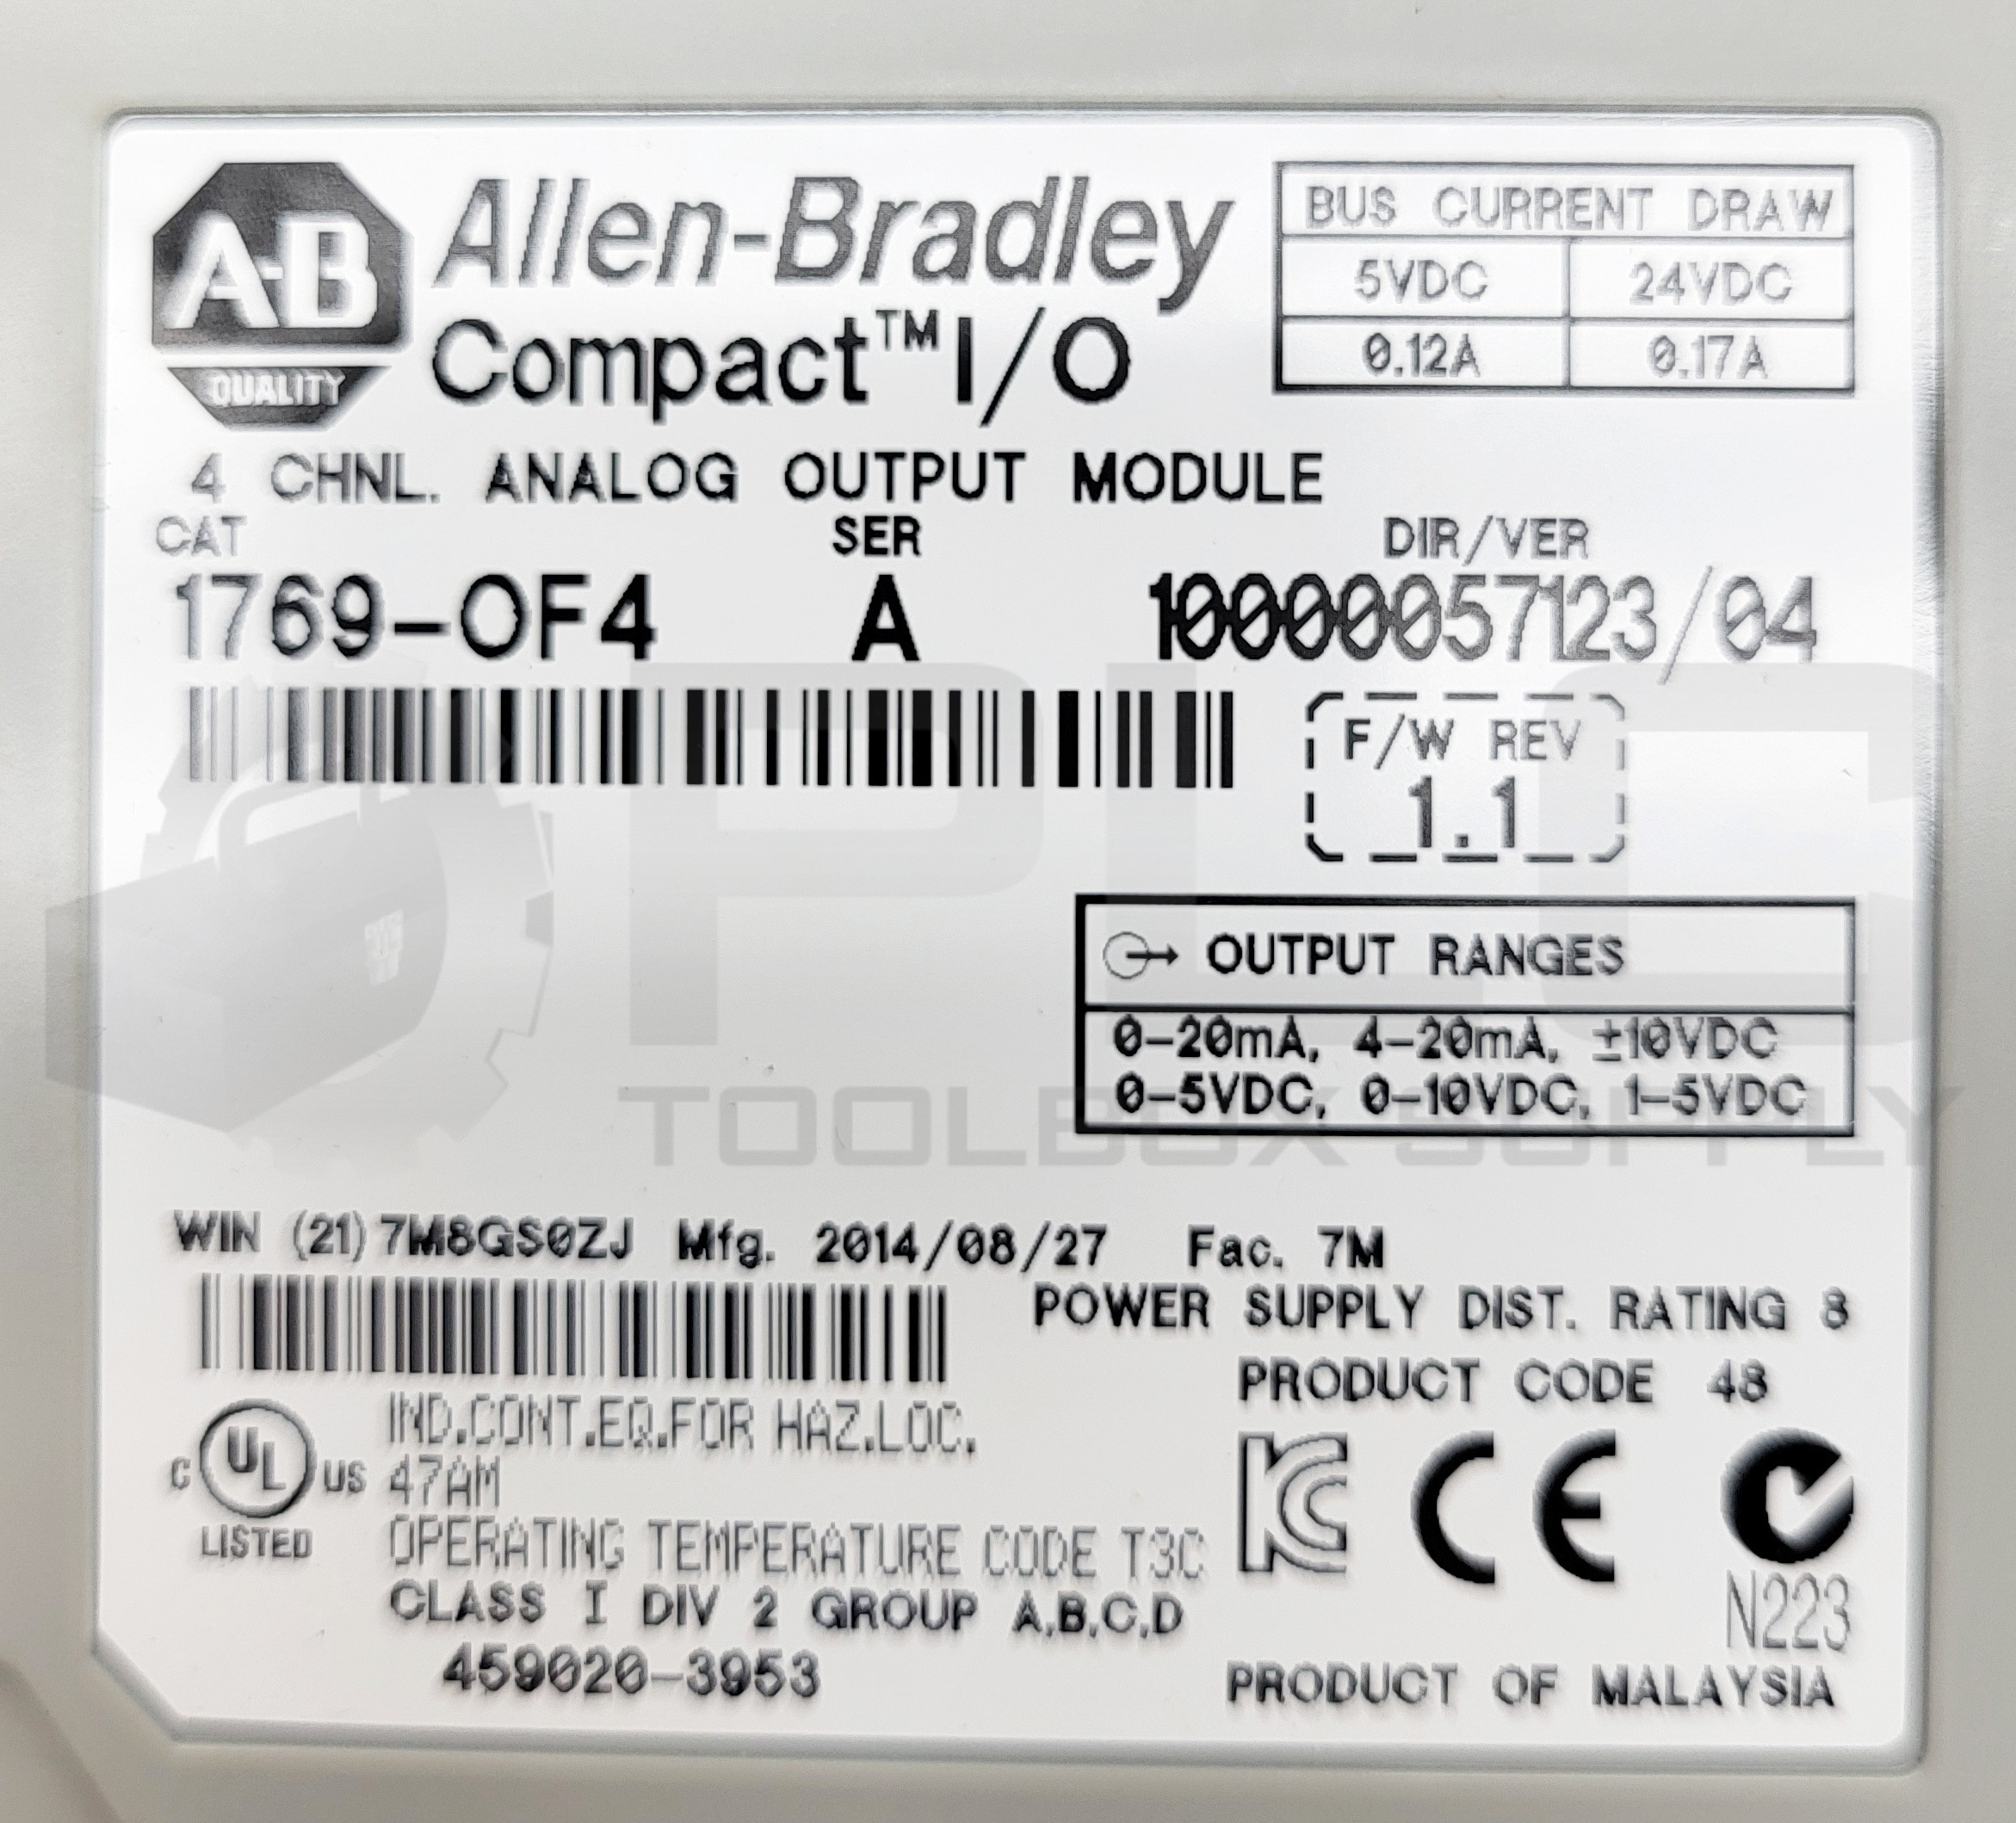 A-B
QUALITY
Allen-Bradley
Compact™ I/O
BUS CURRENT DRAW
5VDC 24VDC
0.12A 0.17A
4 CHNL. ANALOG OUTPUT MODULE
CAT SER DIR/VER
1769-OF4 A 10000057123/04
F/W REV
1.1
OUTPUT RANGES
0-20mA, 4-20mA, ±10VDC
0-5VDC, 0-10VDC, 1-5VDC
PLC
TOOLBOX SUPPLY
WIN (21)7M8GS0ZJ Mfg. 2014/08/27 Fac. 7M
POWER SUPPLY DIST. RATING 8
PRODUCT CODE 48
C UL US
LISTED
IND.CONT.EQ.FOR HAZ.LOC.
47AM
OPERATING TEMPERATURE CODE T3C
CLASS I DIV 2 GROUP A,B,C,D
459020-3953
KC CE
N223
PRODUCT OF MALAYSIA